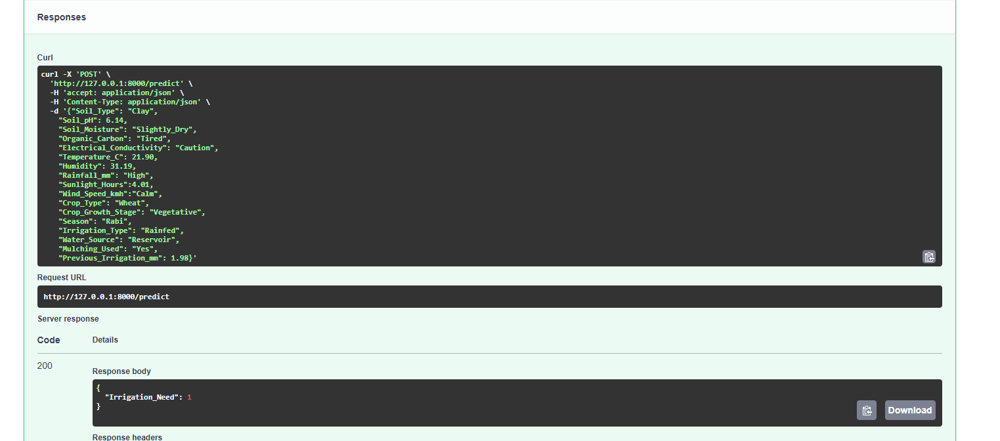 Responses
Curl
curl -X 'POST' \
  'http://127.0.0.1:8000/predict' \
  -H 'accept: application/json' \
  -H 'Content-Type: application/json' \
  -d '{"Soil_Type": "Clay",
    "Soil_pH": 6.14,
    "Soil_Moisture": "Slightly_Dry",
    "Organic_Carbon": "Tired",
    "Electrical_Conductivity": "Caution",
    "Temperature_C": 21.90,
    "Humidity": 31.19,
    "Rainfall_mm": "High",
    "Sunlight_Hours":4.01,
    "Wind_Speed_kmh":"Calm",
    "Crop_Type": "Wheat",
    "Crop_Growth_Stage": "Vegetative",
    "Season": "Rabi",
    "Irrigation_Type": "Rainfed",
    "Water_Source": "Reservoir",
    "Mulching_Used": "Yes",
    "Previous_Irrigation_mm": 1.98}'
Request URL
http://127.0.0.1:8000/predict
Server response
Code Details
200
Response body
{
  "Irrigation_Need": 1
}
Download
Response headers